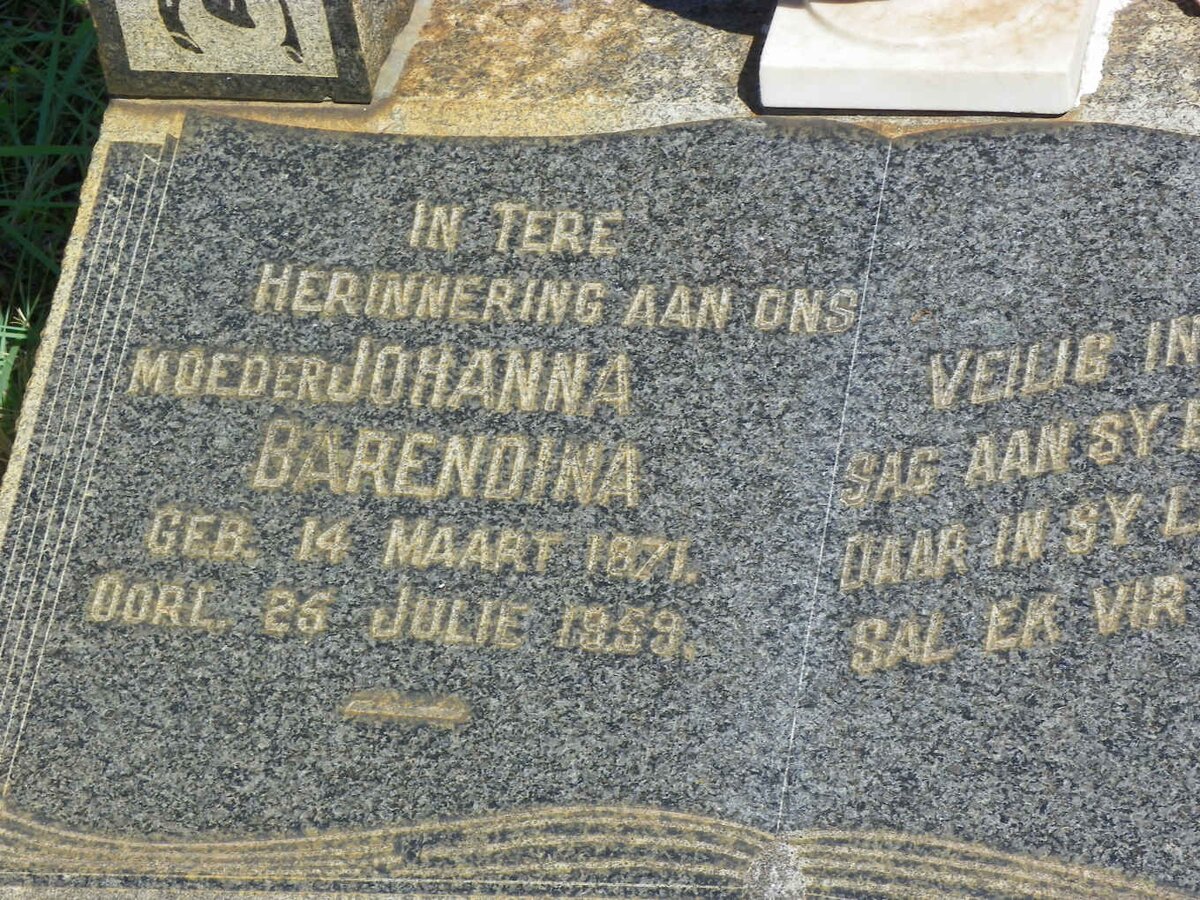 IN TERE
HERINNERING AAN ONS
MOEDER JOHANNA
BARENDINA
GEB. 14 MAART 1871.
OORL. 25 JULIE 1959.
VEILIG IN
SAG AAN SY
DAAR IN SY
SAL EK VIR